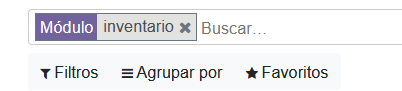 Módulo inventario Buscar...
Filtros Agrupar por Favoritos